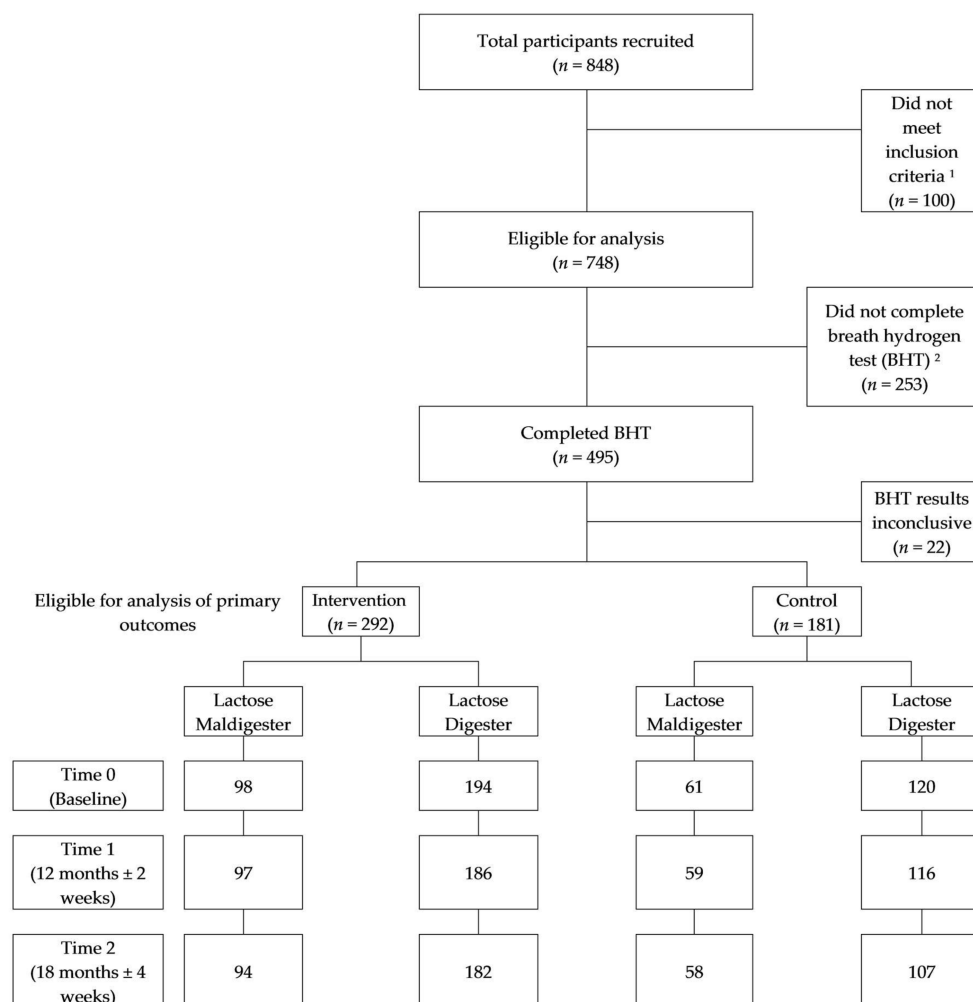 Total participants recruited
(n = 848)
Did not
meet
inclusion
criteria ¹
(n = 100)
Eligible for analysis
(n = 748)
Did not complete
breath hydrogen
test (BHT) ²
(n = 253)
Completed BHT
(n = 495)
BHT results
inconclusive
(n = 22)
Eligible for analysis of primary
outcomes
Intervention
(n = 292)
Control
(n = 181)
Lactose
Maldigester
Lactose
Digester
Lactose
Maldigester
Lactose
Digester
Time 0
(Baseline)
98
194
61
120
Time 1
(12 months ± 2
weeks)
97
186
59
116
Time 2
(18 months ± 4
weeks)
94
182
58
107